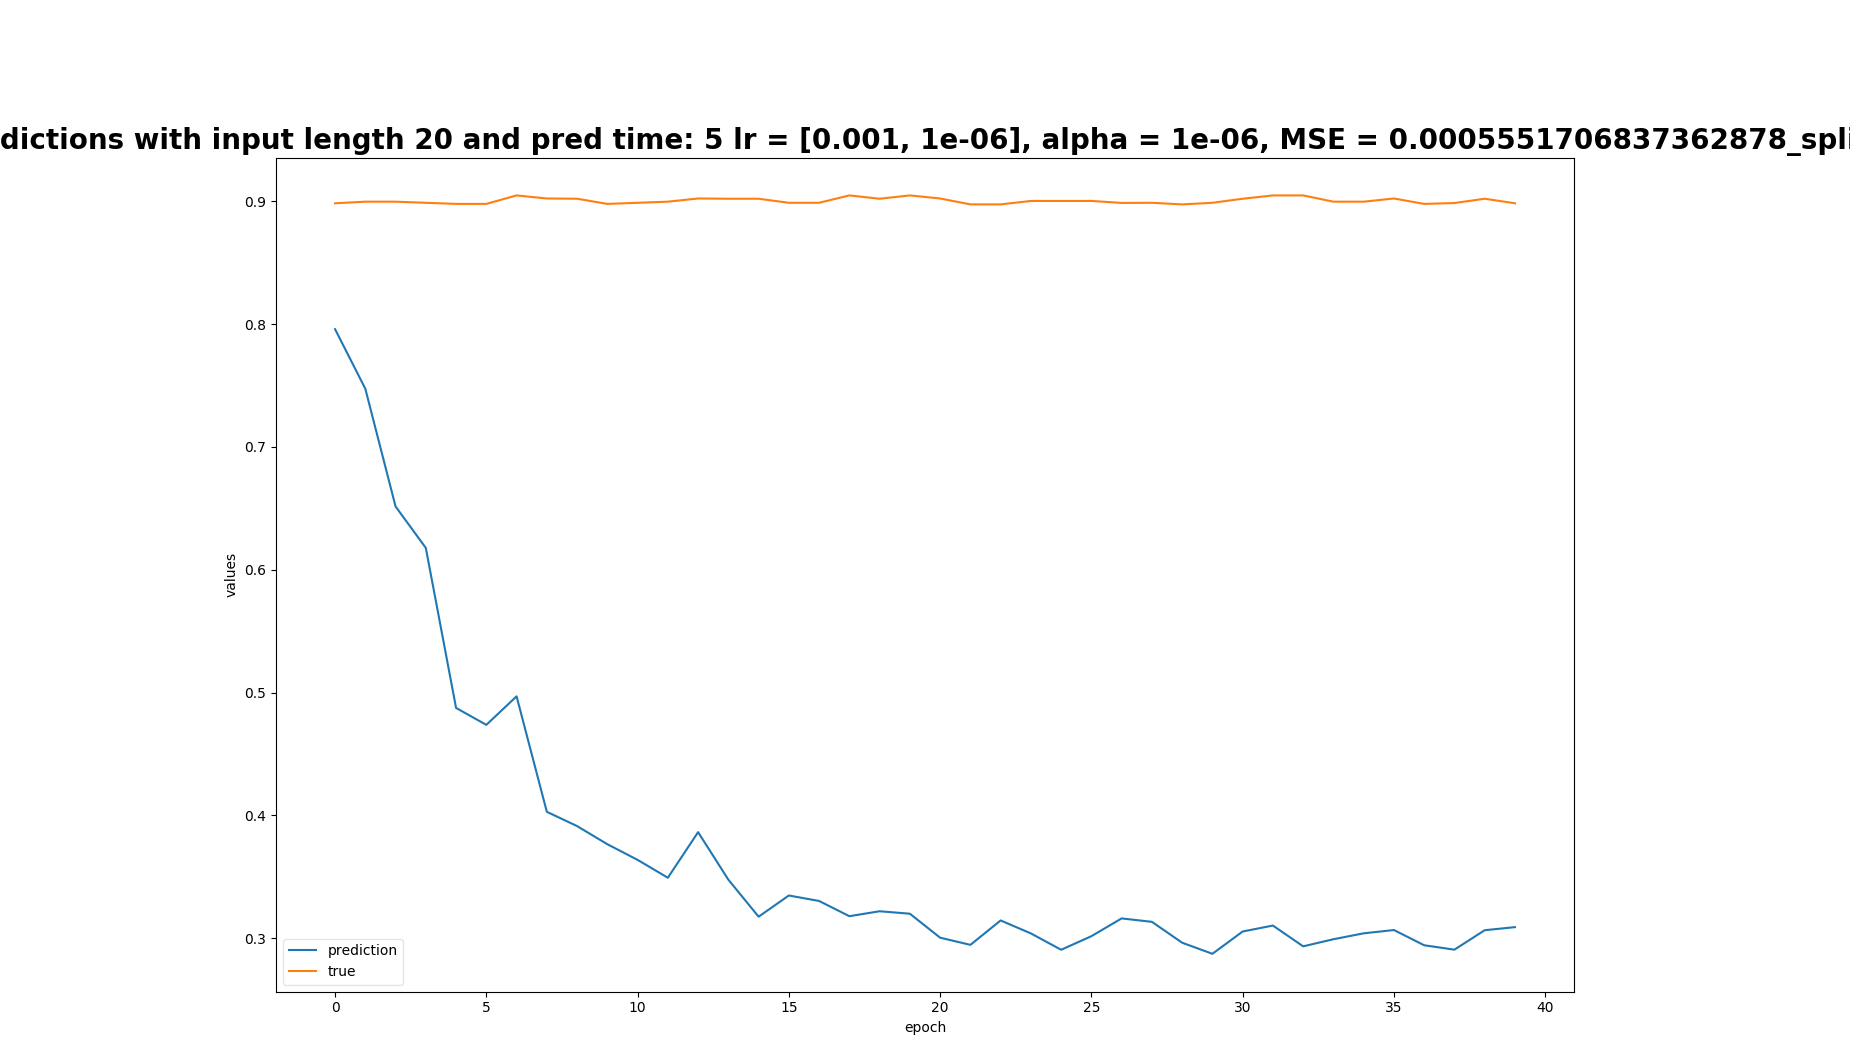 dictions with input length 20 and pred time: 5 lr = [0.001, 1e-06], alpha = 1e-06, MSE = 0.0005551706837362878_spli
0.9
0.8
0.7
0.6
0.5
0.4
0.3
values
prediction
true
0 5 10 15 20 25 30 35 40
epoch